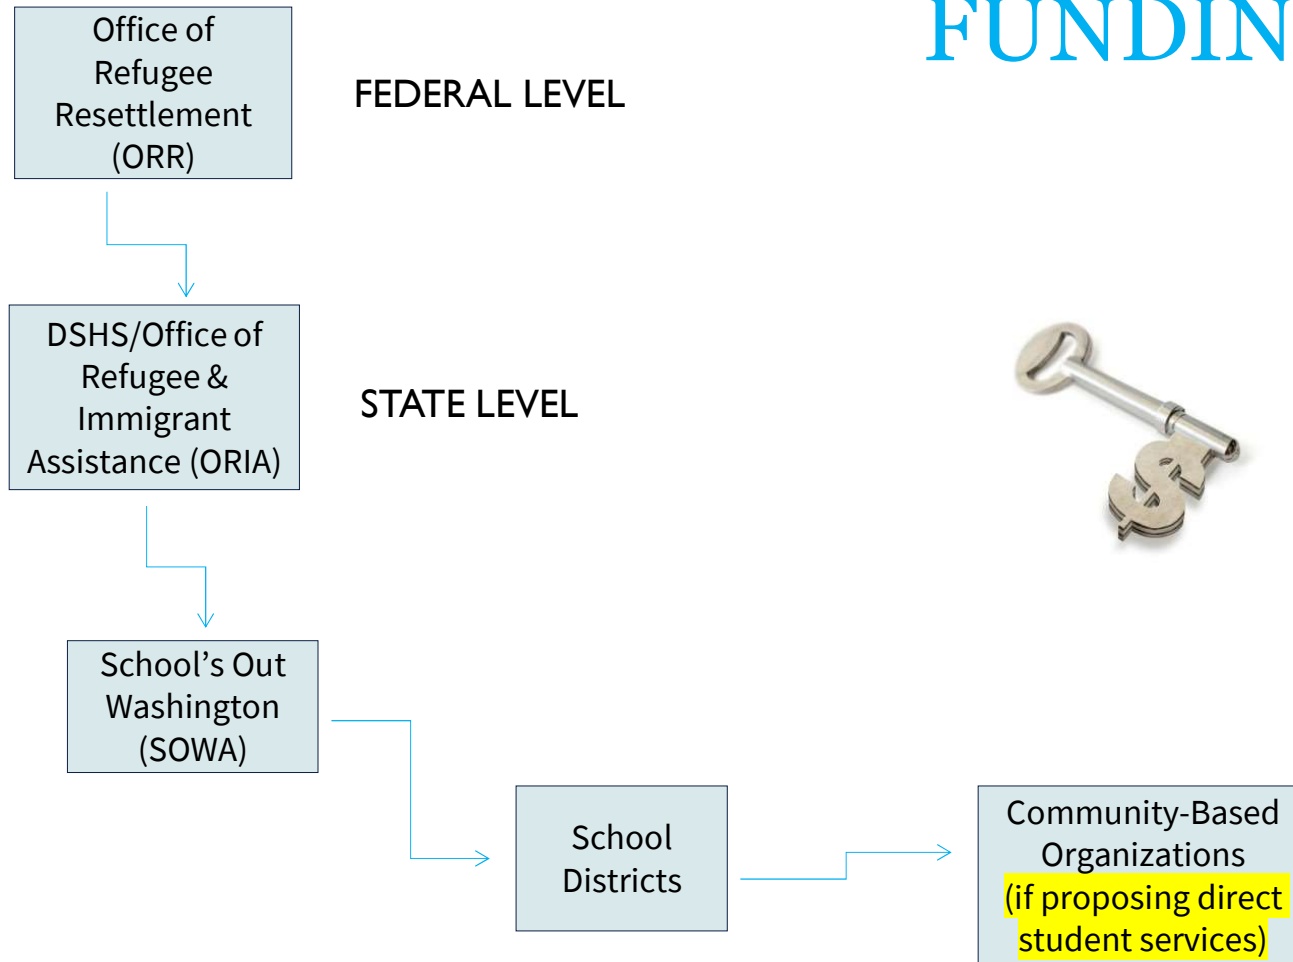 FUNDIN
Office of
Refugee
Resettlement
(ORR)
FEDERAL LEVEL
DSHS/Office of
Refugee &
Immigrant
Assistance (ORIA)
STATE LEVEL
$
School’s Out
Washington
(SOWA)
School
Districts
Community-Based
Organizations
(if proposing direct
student services)